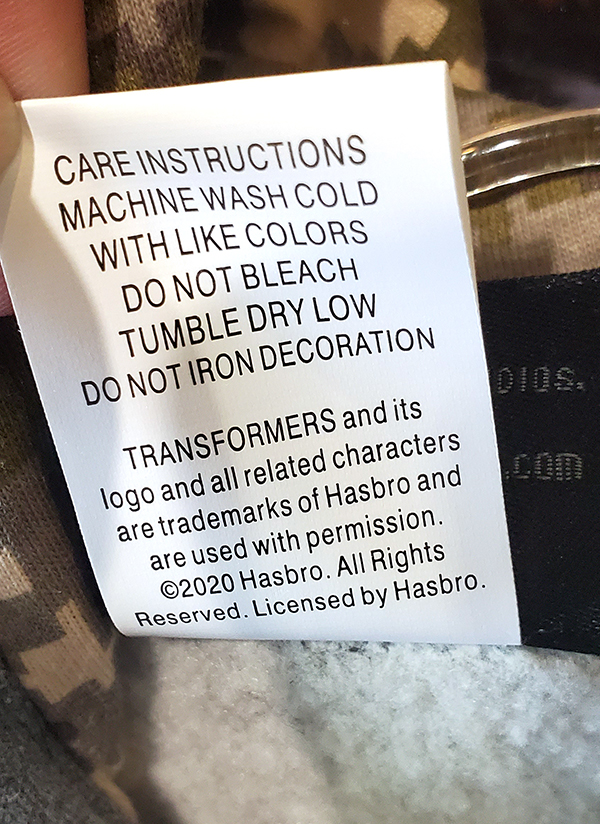 CARE INSTRUCTIONS
MACHINE WASH COLD
WITH LIKE COLORS
DO NOT BLEACH
TUMBLE DRY LOW
DO NOT IRON DECORATION
TRANSFORMERS and its
logo and all related characters
are trademarks of Hasbro and
are used with permission.
©2020 Hasbro. All Rights
Reserved. Licensed by Hasbro.
.com